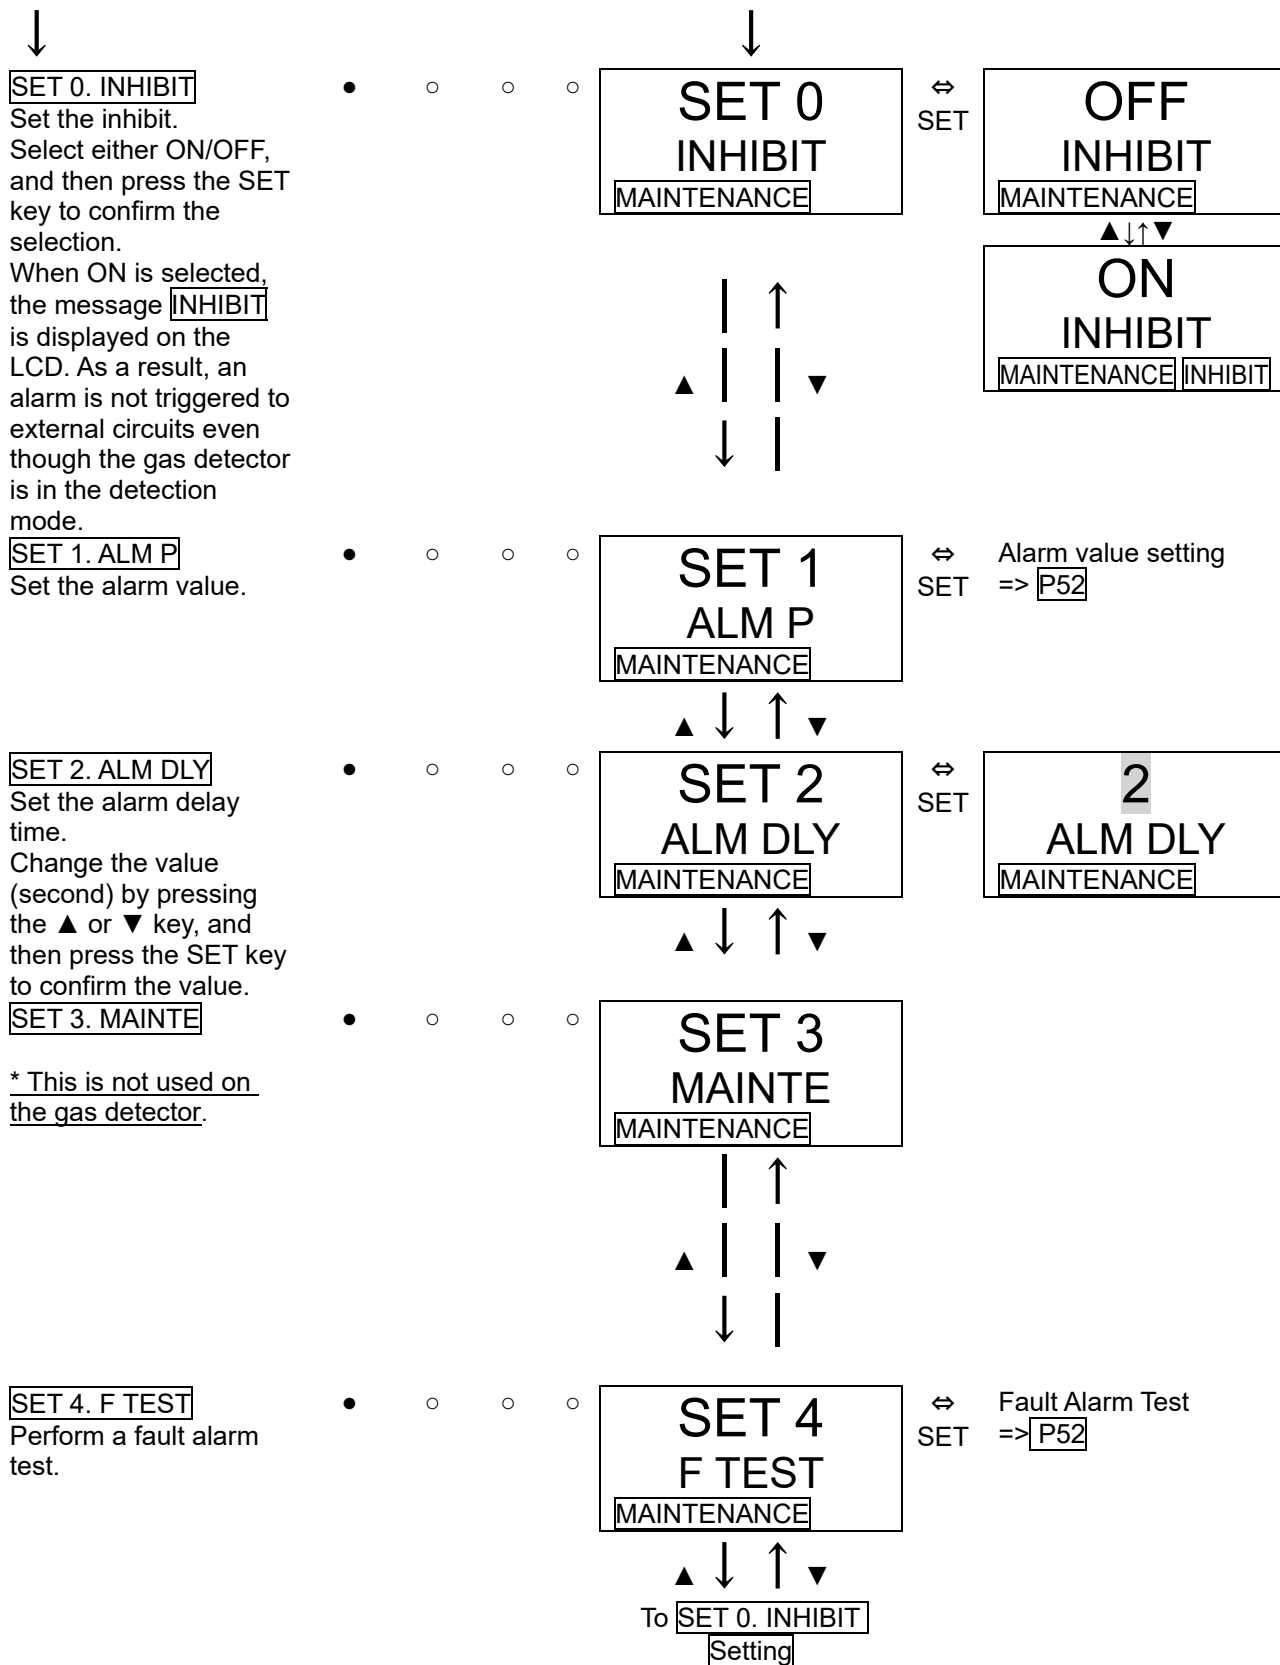 ↓ ↓
SET 0. INHIBIT
Set the inhibit.
Select either ON/OFF,
and then press the SET
key to confirm the
selection.
When ON is selected,
the message INHIBIT
is displayed on the
LCD. As a result, an
alarm is not triggered to
external circuits even
though the gas detector
is in the detection
mode.
● ○ ○ ○
SET 0
INHIBIT
MAINTENANCE
⇔
SET
OFF
INHIBIT
MAINTENANCE
▲↓↑▼
ON
INHIBIT
MAINTENANCE INHIBIT
▲ ↓ ↑ ▼
SET 1. ALM P
Set the alarm value.
● ○ ○ ○
SET 1
ALM P
MAINTENANCE
⇔
SET
Alarm value setting
=> P52
▲ ↓ ↑ ▼
SET 2. ALM DLY
Set the alarm delay
time.
Change the value
(second) by pressing
the ▲ or ▼ key, and
then press the SET key
to confirm the value.
● ○ ○ ○
SET 2
ALM DLY
MAINTENANCE
⇔
SET
2
ALM DLY
MAINTENANCE
▲ ↓ ↑ ▼
SET 3. MAINTE
* This is not used on
the gas detector.
● ○ ○ ○
SET 3
MAINTE
MAINTENANCE
▲ ↓ ↑ ▼
SET 4. F TEST
Perform a fault alarm
test.
● ○ ○ ○
SET 4
F TEST
MAINTENANCE
⇔
SET
Fault Alarm Test
=> P52
▲ ↓ ↑ ▼
To SET 0. INHIBIT
Setting